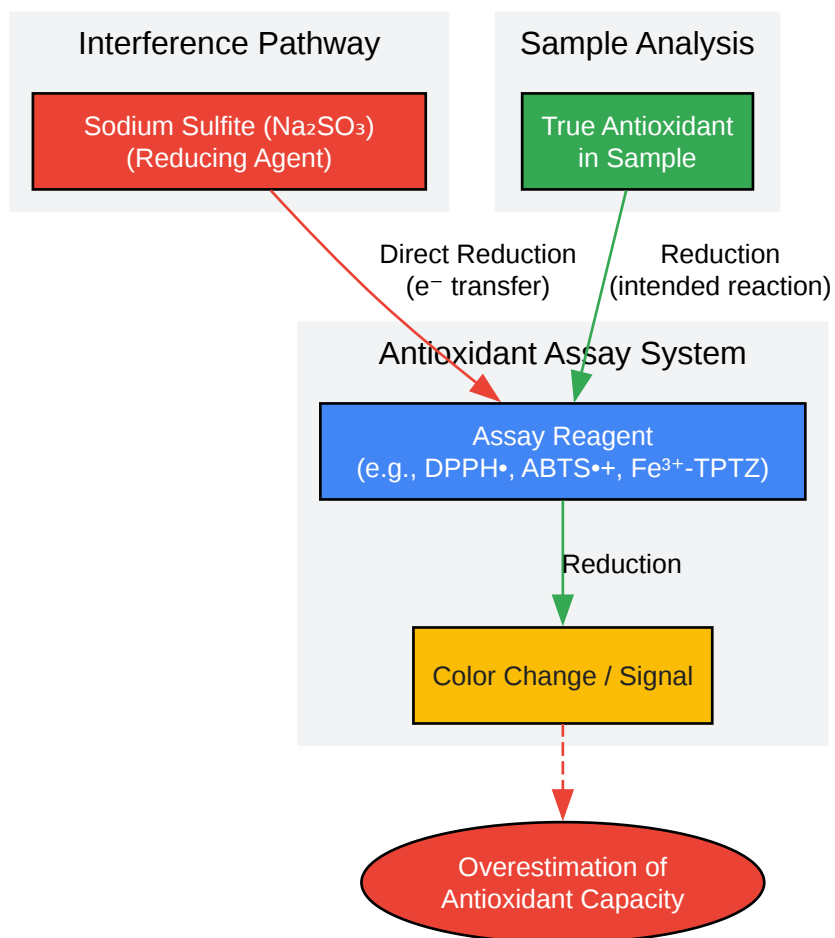 Interference Pathway
Sample Analysis
Sodium Sulfite (Na₂SO₃)
(Reducing Agent)
True Antioxidant
in Sample
Direct Reduction
(e⁻ transfer)
Reduction
(intended reaction)
Antioxidant Assay System
Assay Reagent
(e.g., DPPH•, ABTS•+, Fe³⁺-TPTZ)
Reduction
Color Change / Signal
Overestimation of
Antioxidant Capacity